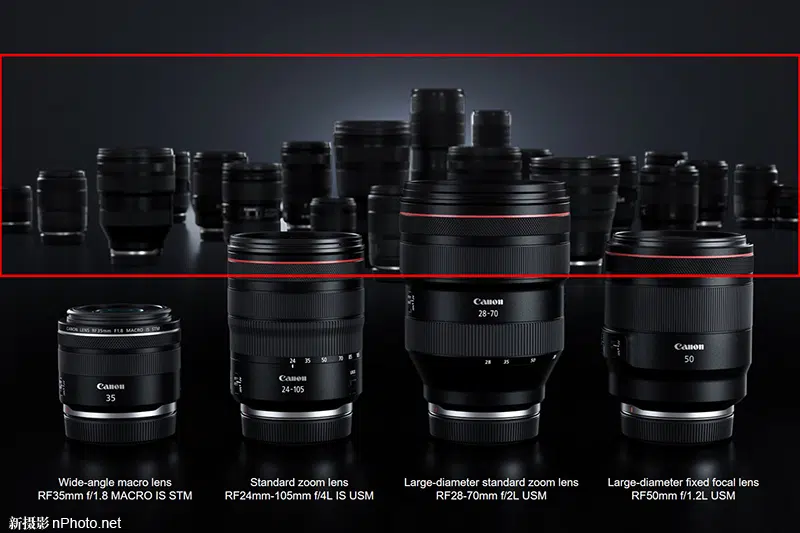 CANON LENS RF35mm F1.8 MACRO IS STM
Canon
35
24 35 50 70 85 105
Canon
24-105
Canon
28-70
28 35 50
Canon
50
Wide-angle macro lens
RF35mm f/1.8 MACRO IS STM
Standard zoom lens
RF24mm-105mm f/4L IS USM
Large-diameter standard zoom lens
RF28-70mm f/2L USM
Large-diameter fixed focal lens
RF50mm f/1.2L USM
新摄影 nPhoto.net